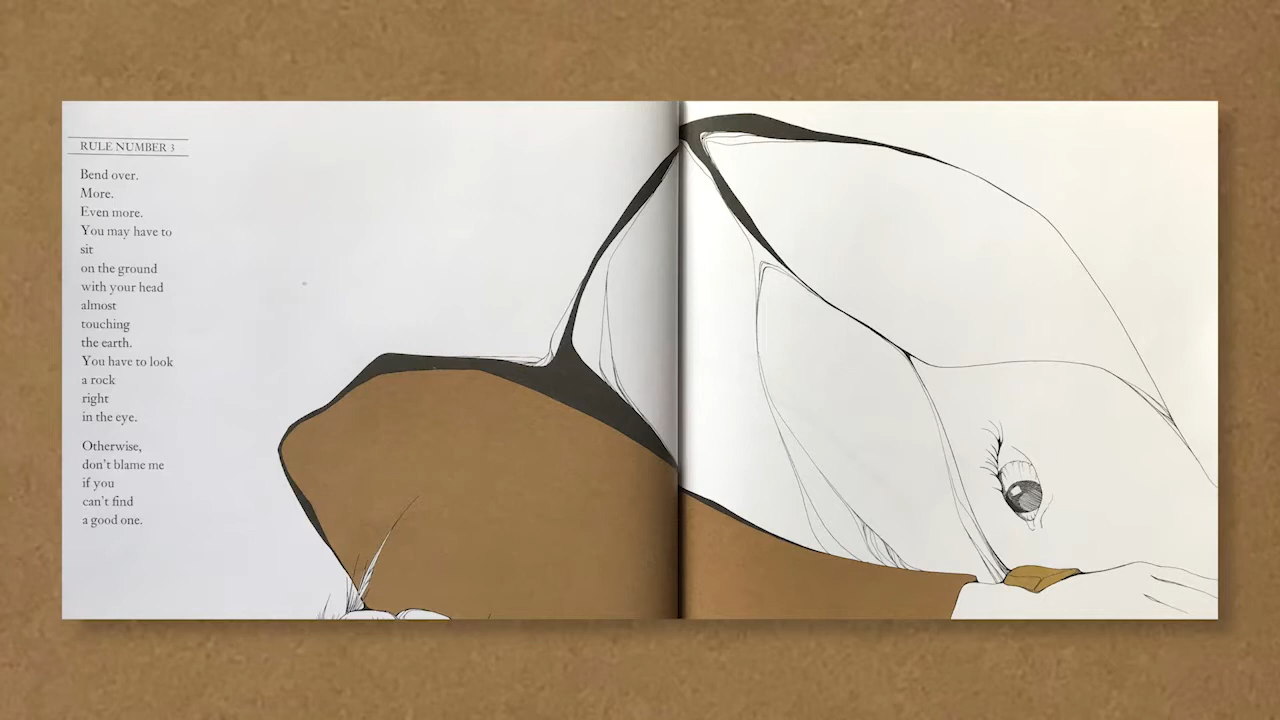 RULE NUMBER 3
Bend over.
More.
Even more.
You may have to
sit
on the ground
with your head
almost
touching
the earth.
You have to look
a rock
right
in the eye.
Otherwise,
don't blame me
if you
can't find
a good one.